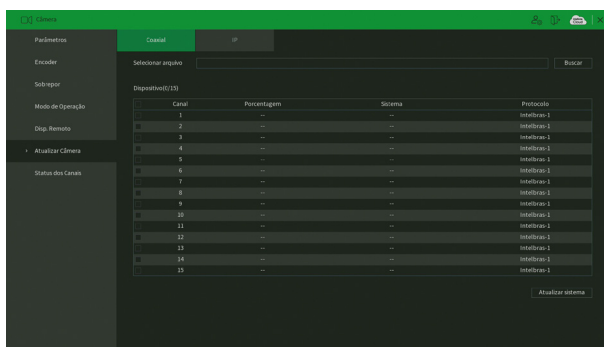 Câmera
Parâmetros
Encoder
Sobrepor
Modo de Operação
Disp. Remoto
Atualizar Câmera
Status dos Canais
Coaxial IP
Selecionar arquivo Buscar
Dispositivo(0/15)
Canal Porcentagem Sistema Protocolo
1 -- -- Intelbras-1
2 -- -- Intelbras-1
3 -- -- Intelbras-1
4 -- -- Intelbras-1
5 -- -- Intelbras-1
6 -- -- Intelbras-1
7 -- -- Intelbras-1
8 -- -- Intelbras-1
9 -- -- Intelbras-1
10 -- -- Intelbras-1
11 -- -- Intelbras-1
12 -- -- Intelbras-1
13 -- -- Intelbras-1
14 -- -- Intelbras-1
15 -- -- Intelbras-1
Atualizar sistema